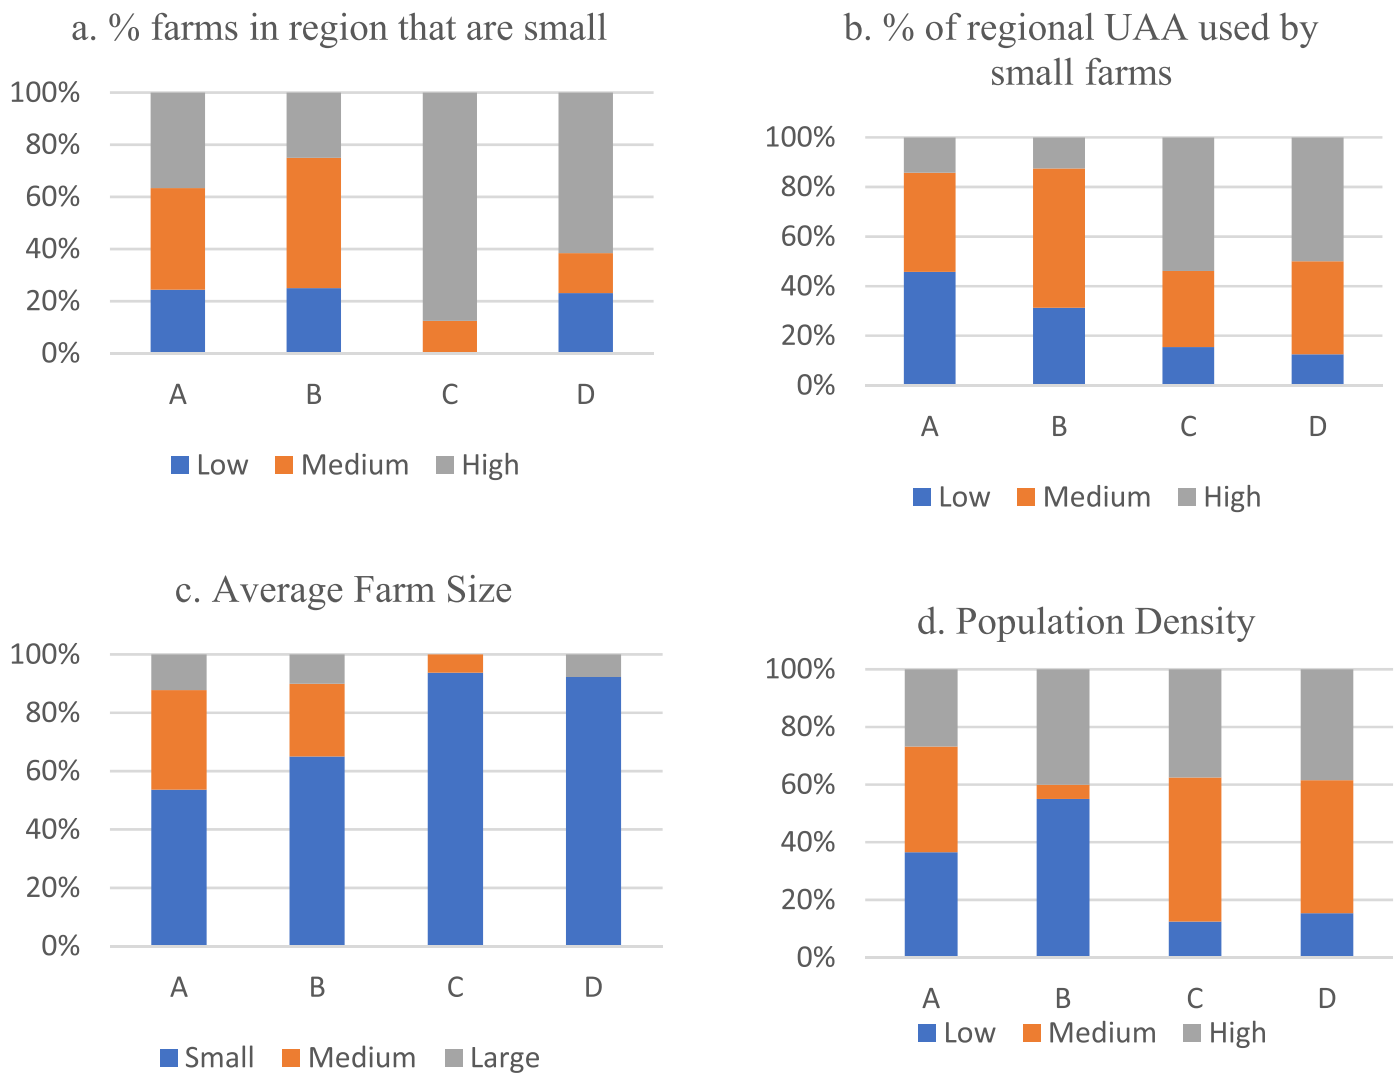 a. % farms in region that are small
100%
80%
60%
40%
20%
0%
A B C D
Low Medium High
b. % of regional UAA used by
small farms
100%
80%
60%
40%
20%
0%
A B C D
Low Medium High
c. Average Farm Size
100%
80%
60%
40%
20%
0%
A B C D
Small Medium Large
d. Population Density
100%
80%
60%
40%
20%
0%
A B C D
Low Medium High